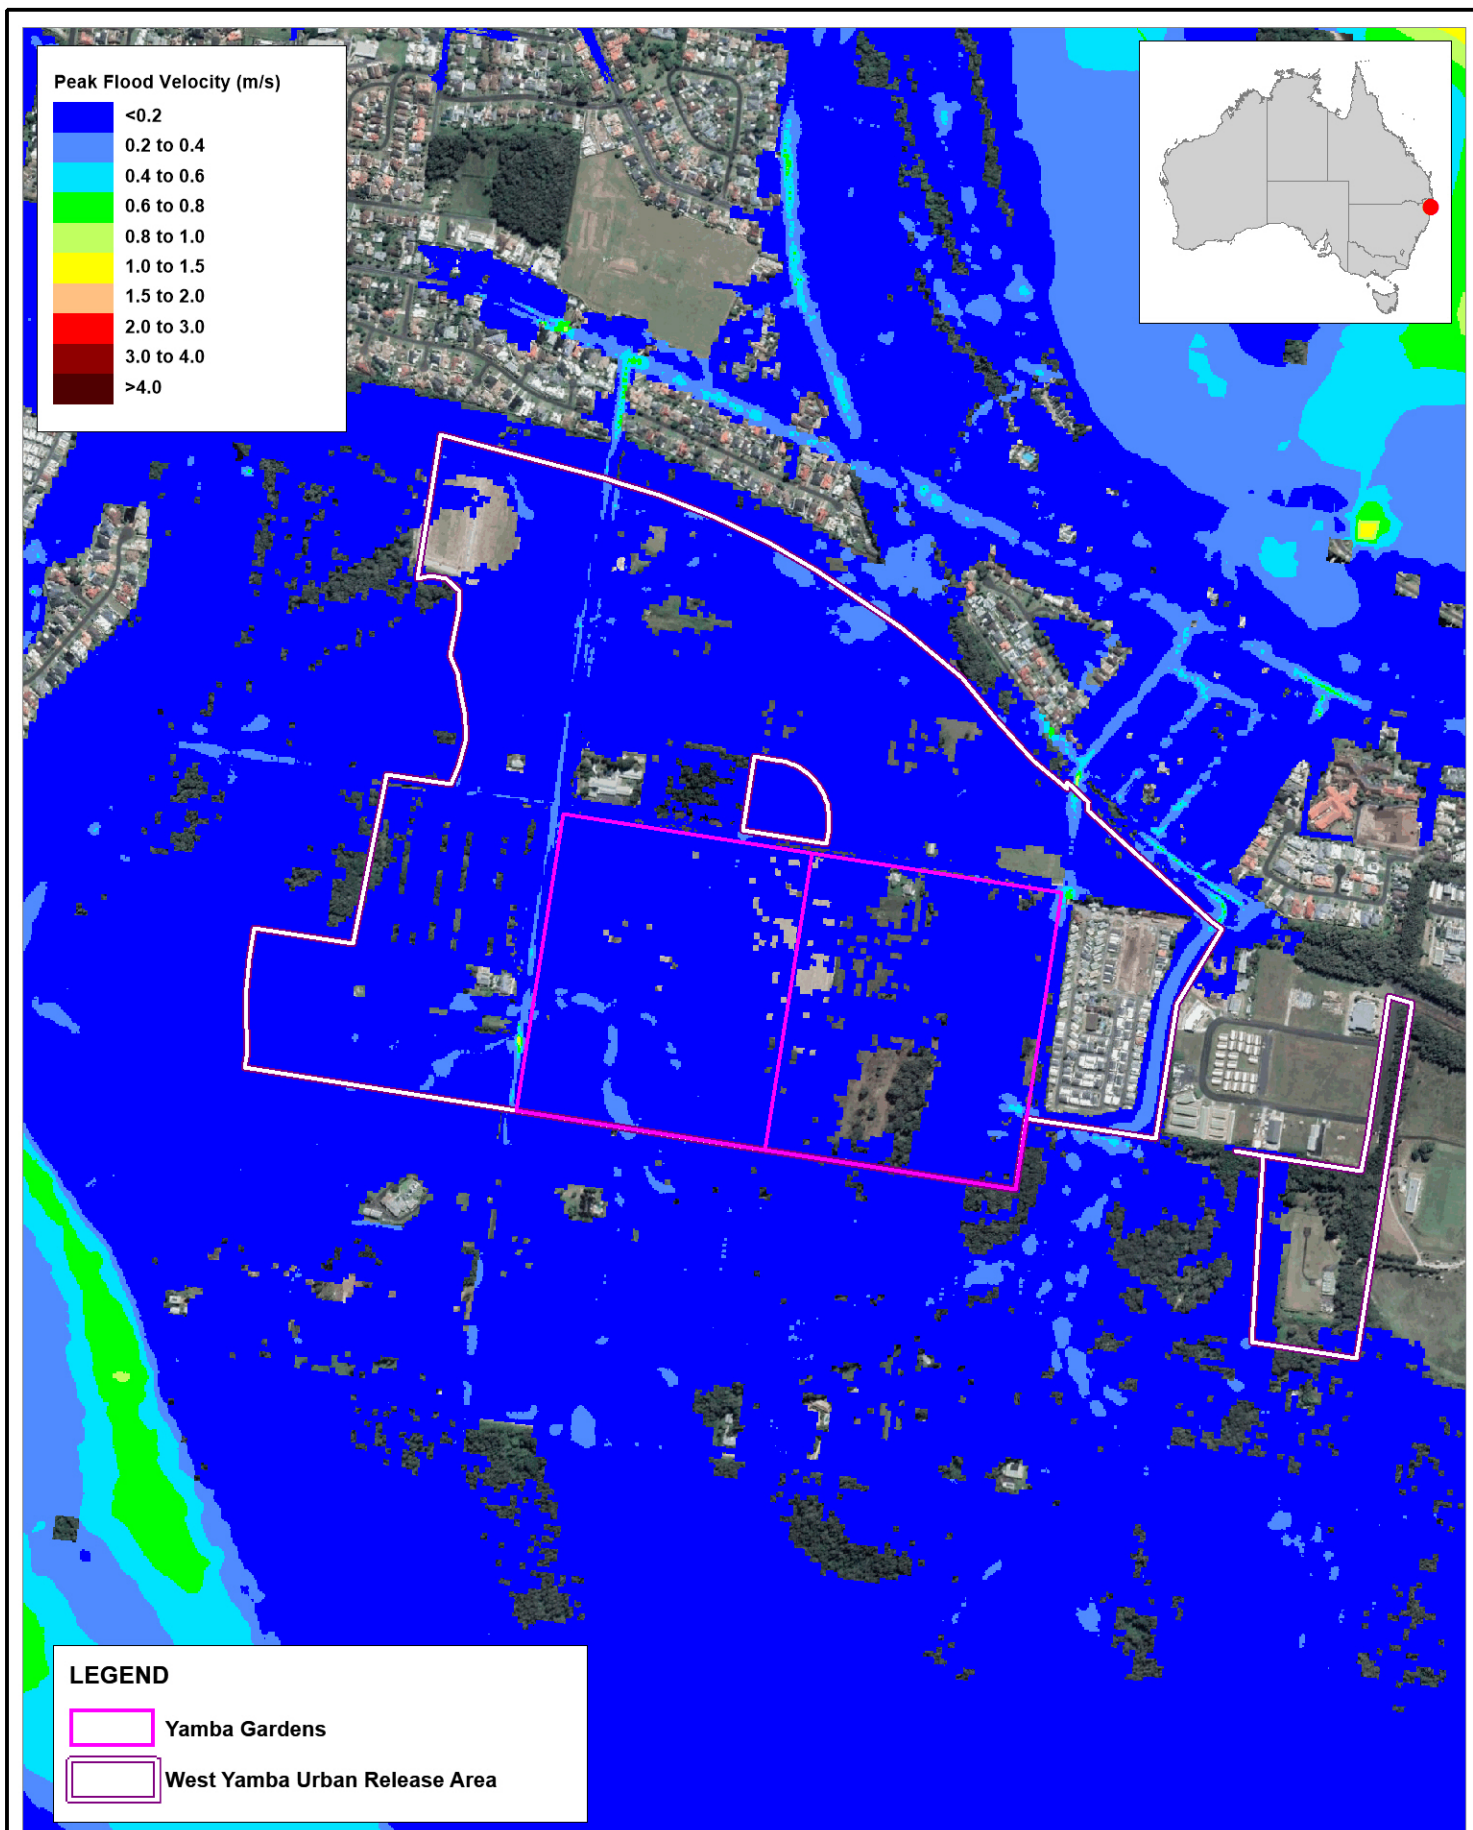 Peak Flood Velocity (m/s)
<0.2
0.2 to 0.4
0.4 to 0.6
0.6 to 0.8
0.8 to 1.0
1.0 to 1.5
1.5 to 2.0
2.0 to 3.0
3.0 to 4.0
>4.0
LEGEND
Yamba Gardens
West Yamba Urban Release Area